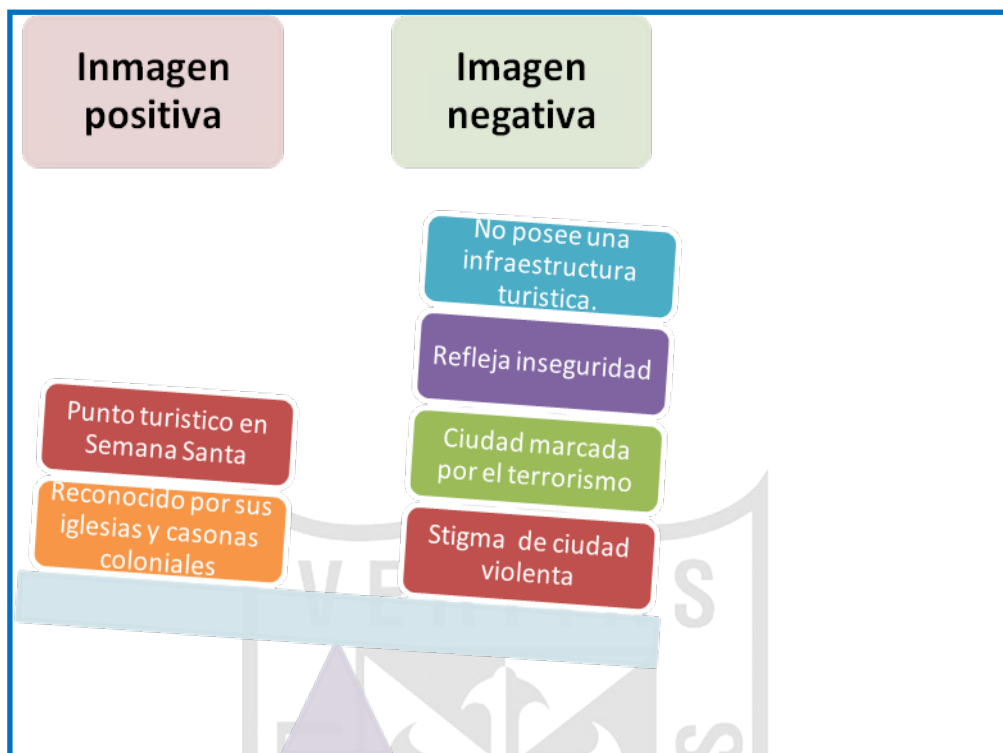 Inmagen
positiva
Imagen
negativa
No posee una
infraestructura
turistica.
Refleja inseguridad
Punto turistico en
Semana Santa
Ciudad marcada
por el terrorismo
Reconocido por sus
iglesias y casonas
coloniales
Stigma de ciudad
violenta